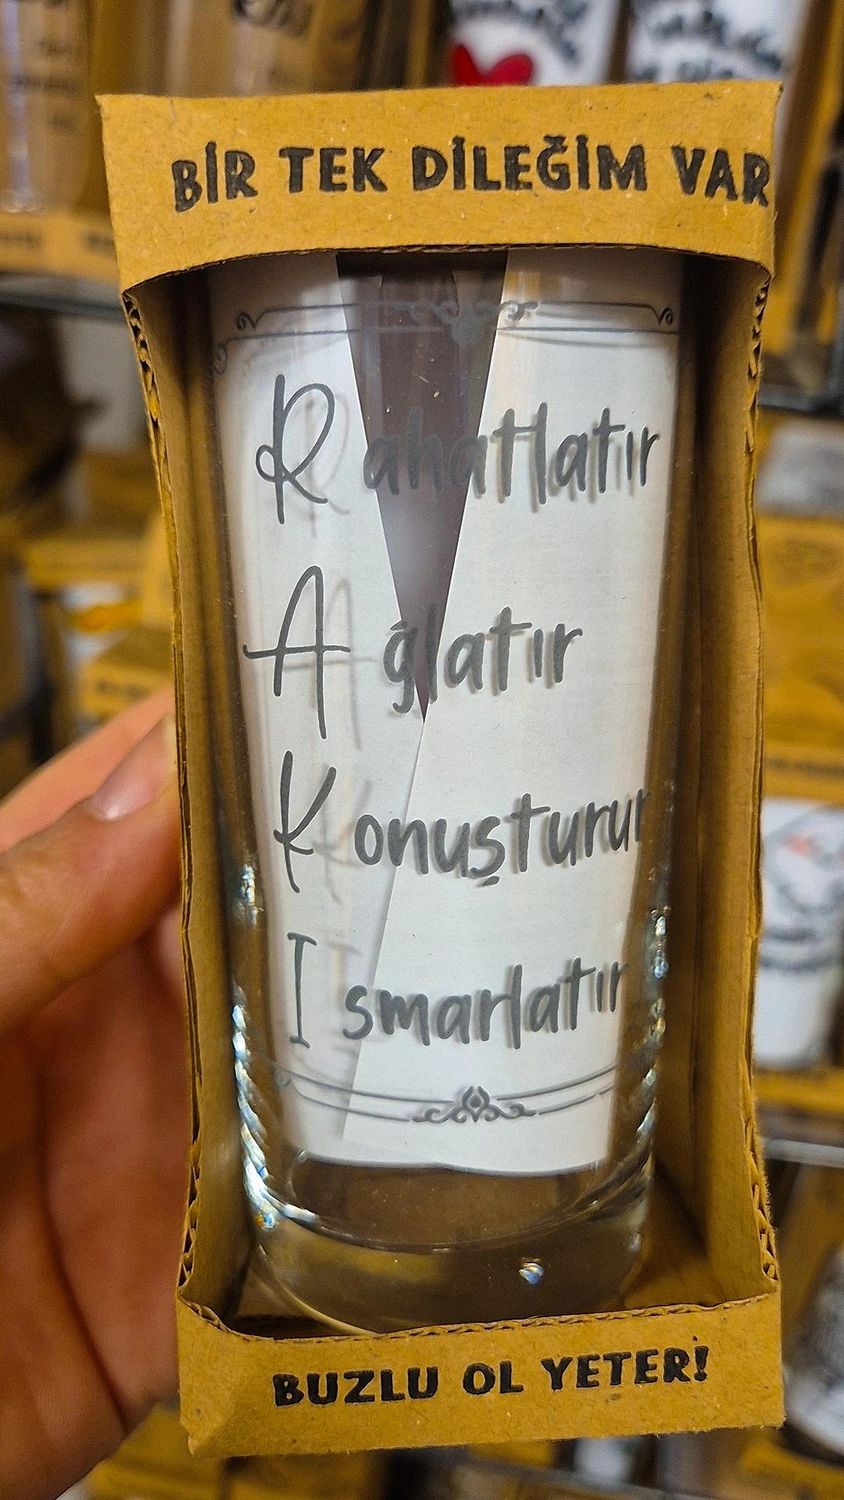 BİR TEK DİLEĞİM VAR
Rahatlatır
Ağlatır
Konuşturur
Ismarlatır
BUZLU OL YETER!